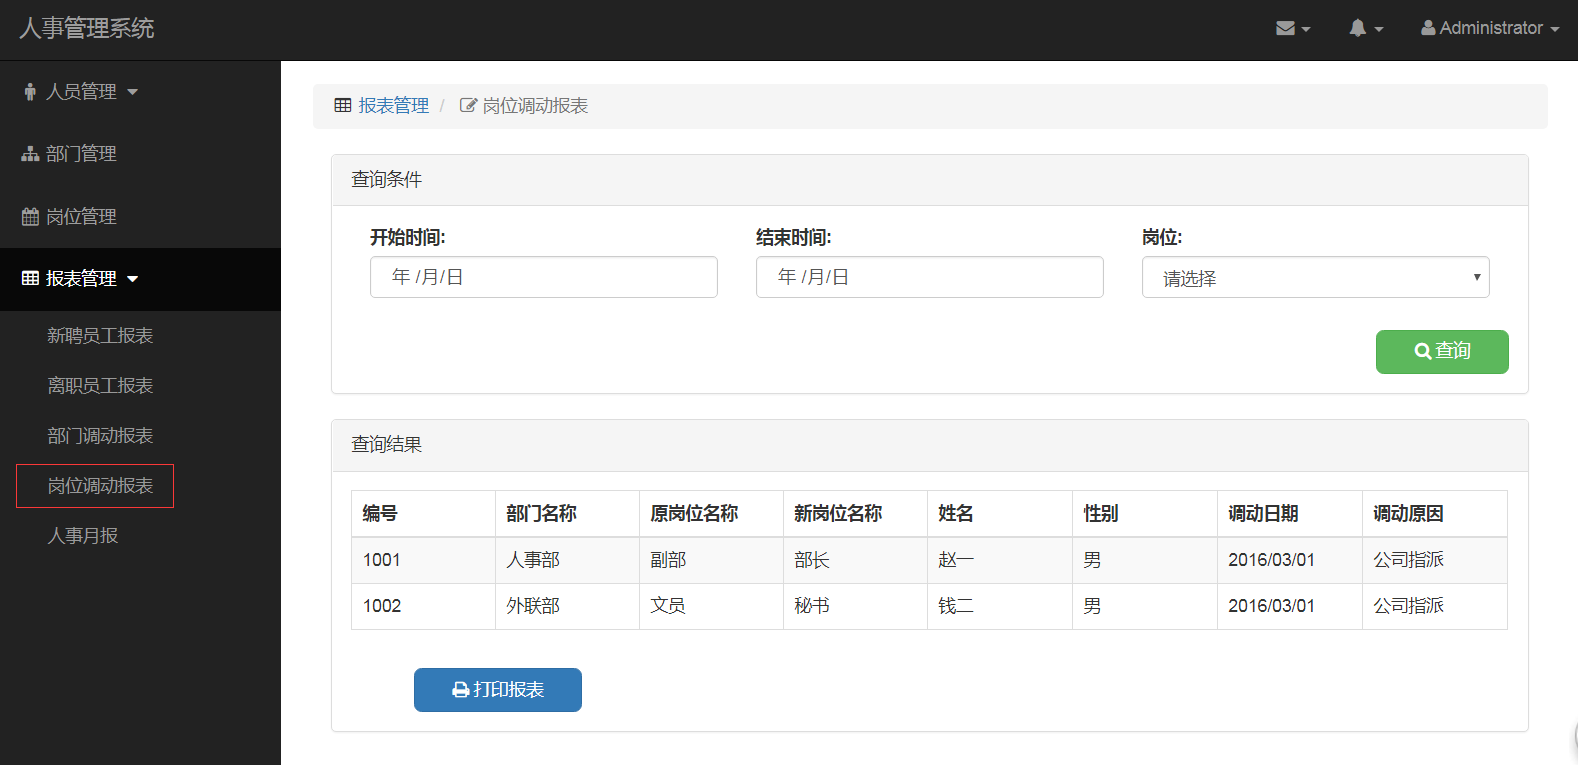 人事管理系统
Administrator
人员管理
部门管理
岗位管理
报表管理
新聘员工报表
离职员工报表
部门调动报表
岗位调动报表
人事月报
报表管理 / 岗位调动报表
查询条件
开始时间: 结束时间: 岗位:
年 /月/日 年 /月/日 请选择
查询
查询结果
编号 部门名称 原岗位名称 新岗位名称 姓名 性别 调动日期 调动原因
1001 人事部 副部 部长 赵一 男 2016/03/01 公司指派
1002 外联部 文员 秘书 钱二 男 2016/03/01 公司指派
打印报表